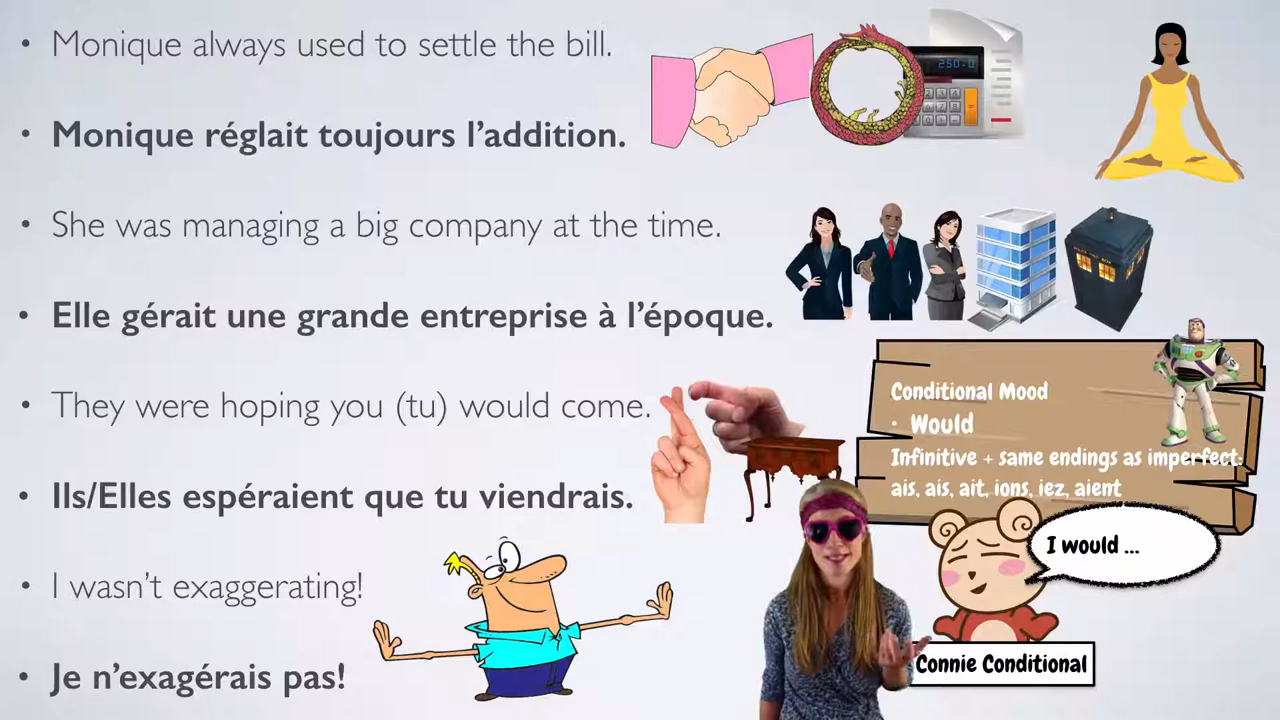 • Monique always used to settle the bill.
• Monique réglait toujours l’addition.
• She was managing a big company at the time.
• Elle gérait une grande entreprise à l’époque.
• They were hoping you (tu) would come.
• Ils/Elles espéraient que tu viendrais.
• I wasn’t exaggerating!
• Je n’exagérais pas!
250.0
Conditional Mood
• Would
Infinitive + same endings as imperfect:
ais, ais, ait, ions, iez, aient
I would ...
Connie Conditional